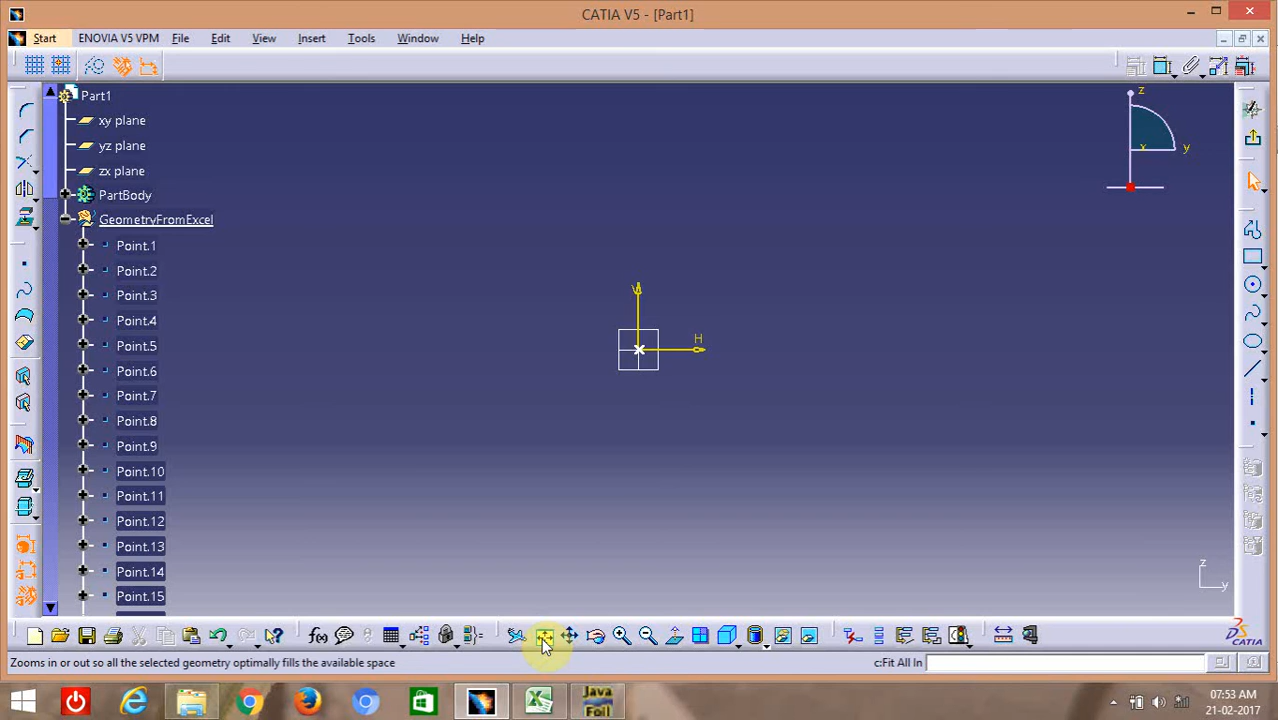 CATIA V5 - [Part1]
Start ENOVIA V5 VPM File Edit View Insert Tools Window Help
Part1
xy plane
yz plane
zx plane
PartBody
GeometryFromExcel
Point.1
Point.2
Point.3
Point.4
Point.5
Point.6
Point.7
Point.8
Point.9
Point.10
Point.11
Point.12
Point.13
Point.14
Point.15
z
x
y
V
H
z
y
f(x)
CATIA
Zooms in or out so all the selected geometry optimally fills the available space
c:Fit All In
Java
Foil
07:53 AM
21-02-2017